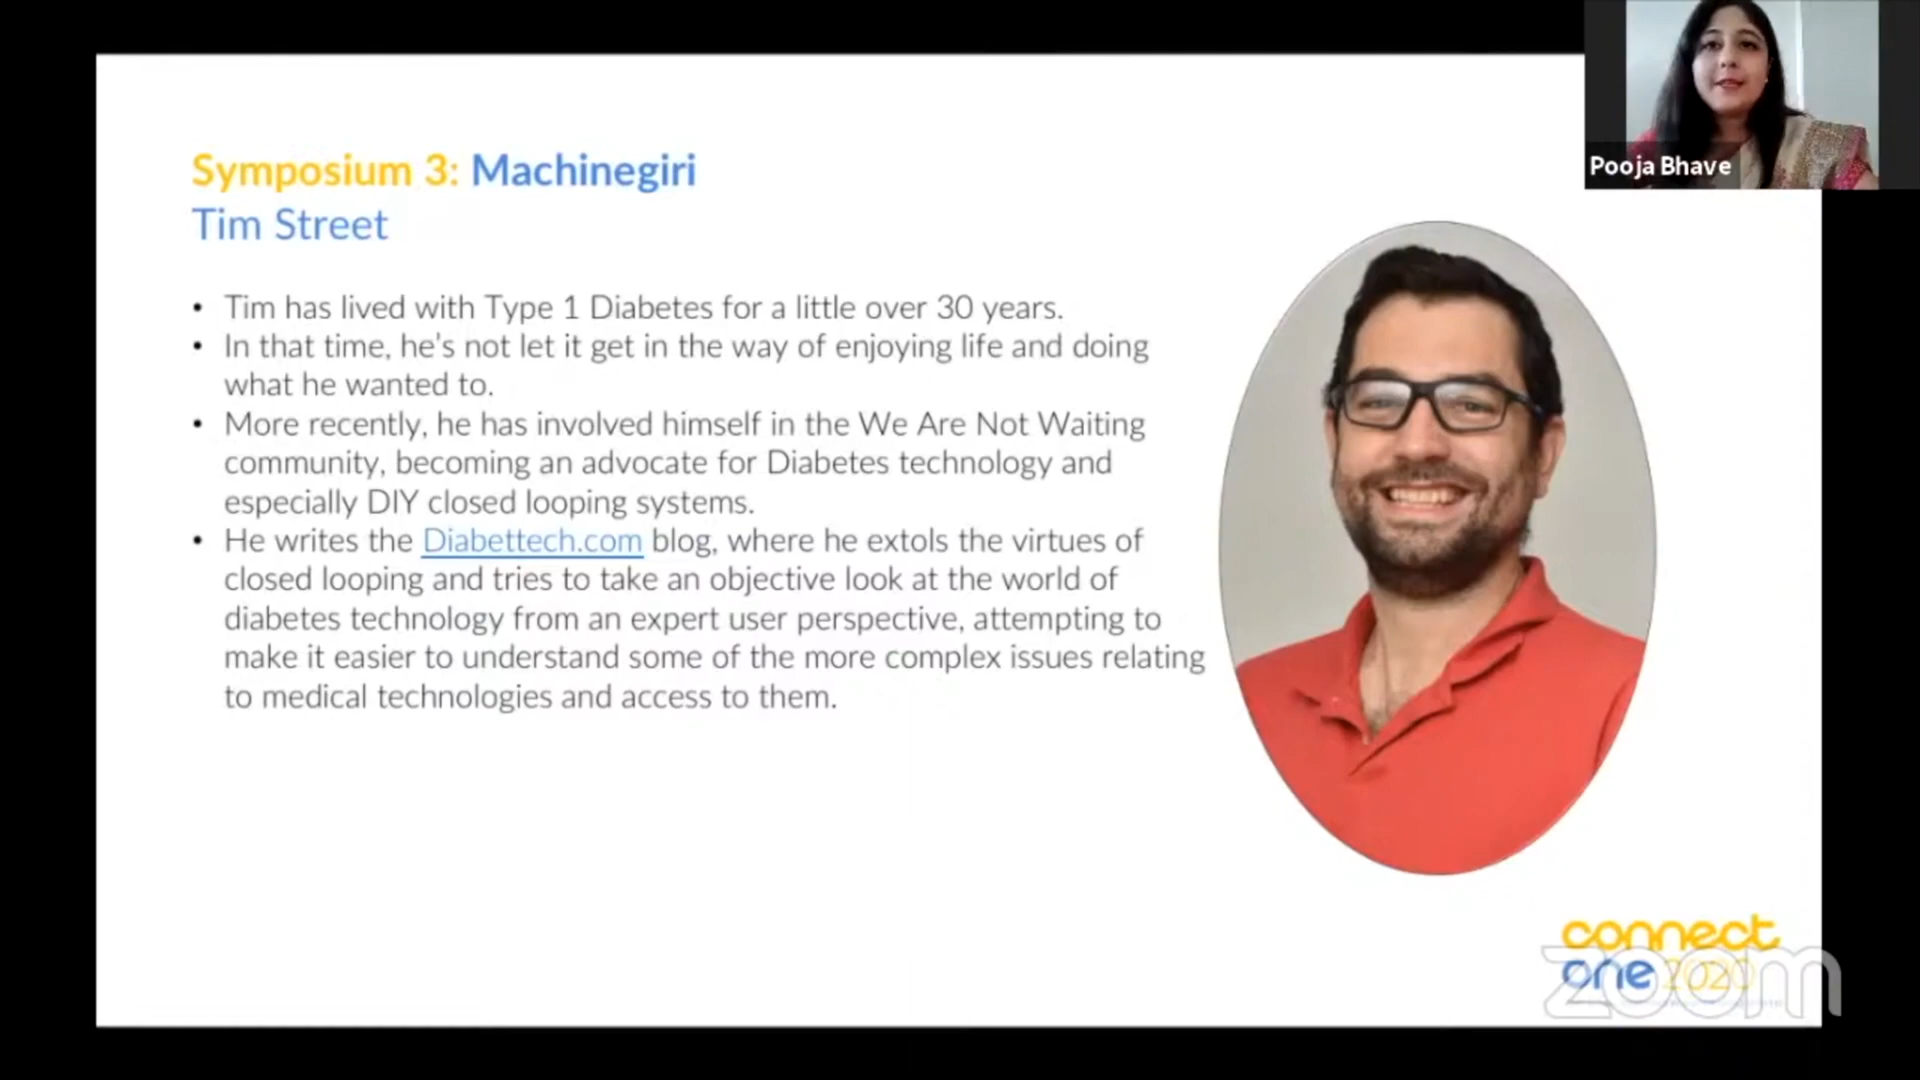 Pooja Bhave
Symposium 3: Machinegiri
Tim Street
• Tim has lived with Type 1 Diabetes for a little over 30 years.
• In that time, he's not let it get in the way of enjoying life and doing
what he wanted to.
• More recently, he has involved himself in the We Are Not Waiting
community, becoming an advocate for Diabetes technology and
especially DIY closed looping systems.
• He writes the Diabettech.com blog, where he extols the virtues of
closed looping and tries to take an objective look at the world of
diabetes technology from an expert user perspective, attempting to
make it easier to understand some of the more complex issues relating
to medical technologies and access to them.
connect
one 2020
zoom